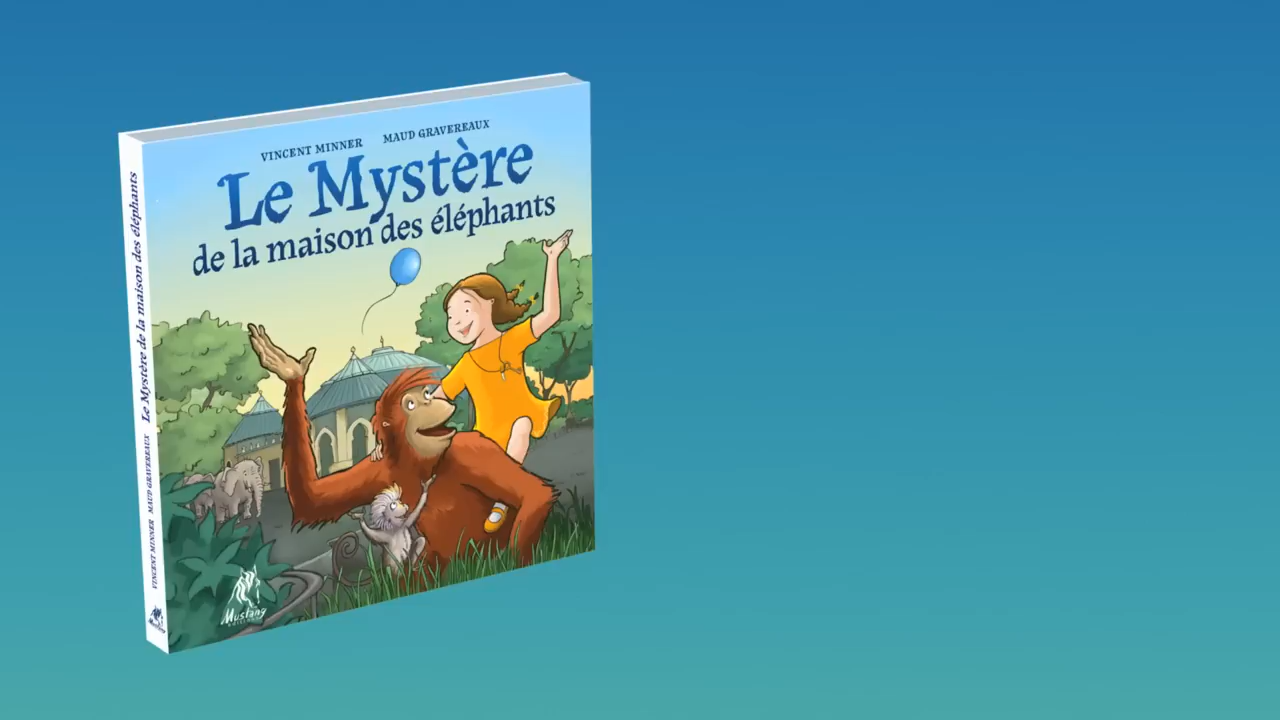 VINCENT MINNER MAUD GRAVEREAUX
Le Mystère
de la maison des éléphants
Mustang
VINCENT MINNER MAUD GRAVEREAUX Le Mystère de la maison des éléphants
Mustang